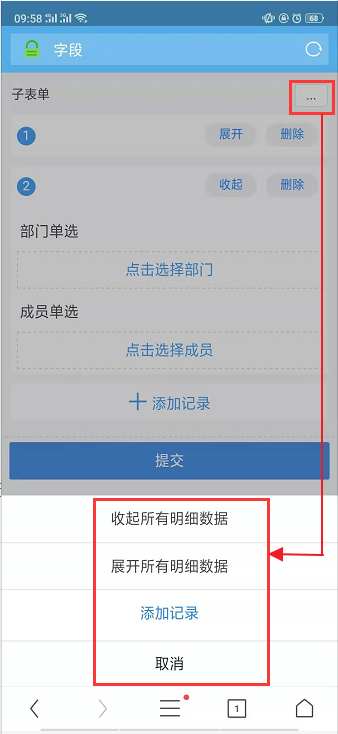 09:58 4G 2G 68
字段
子表单 ...
1 展开 删除
2 收起 删除
部门单选
点击选择部门
成员单选
点击选择成员
添加记录
提交
收起所有明细数据
展开所有明细数据
添加记录
取消
1